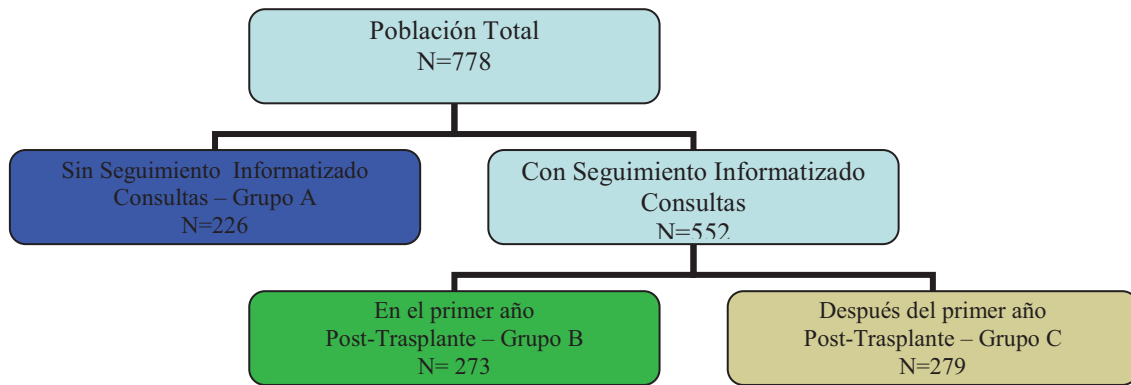 Población Total
N=778
Sin Seguimiento Informatizado
Consultas – Grupo A
N=226
Con Seguimiento Informatizado
Consultas
N=552
En el primer año
Post-Trasplante – Grupo B
N= 273
Después del primer año
Post-Trasplante – Grupo C
N=279